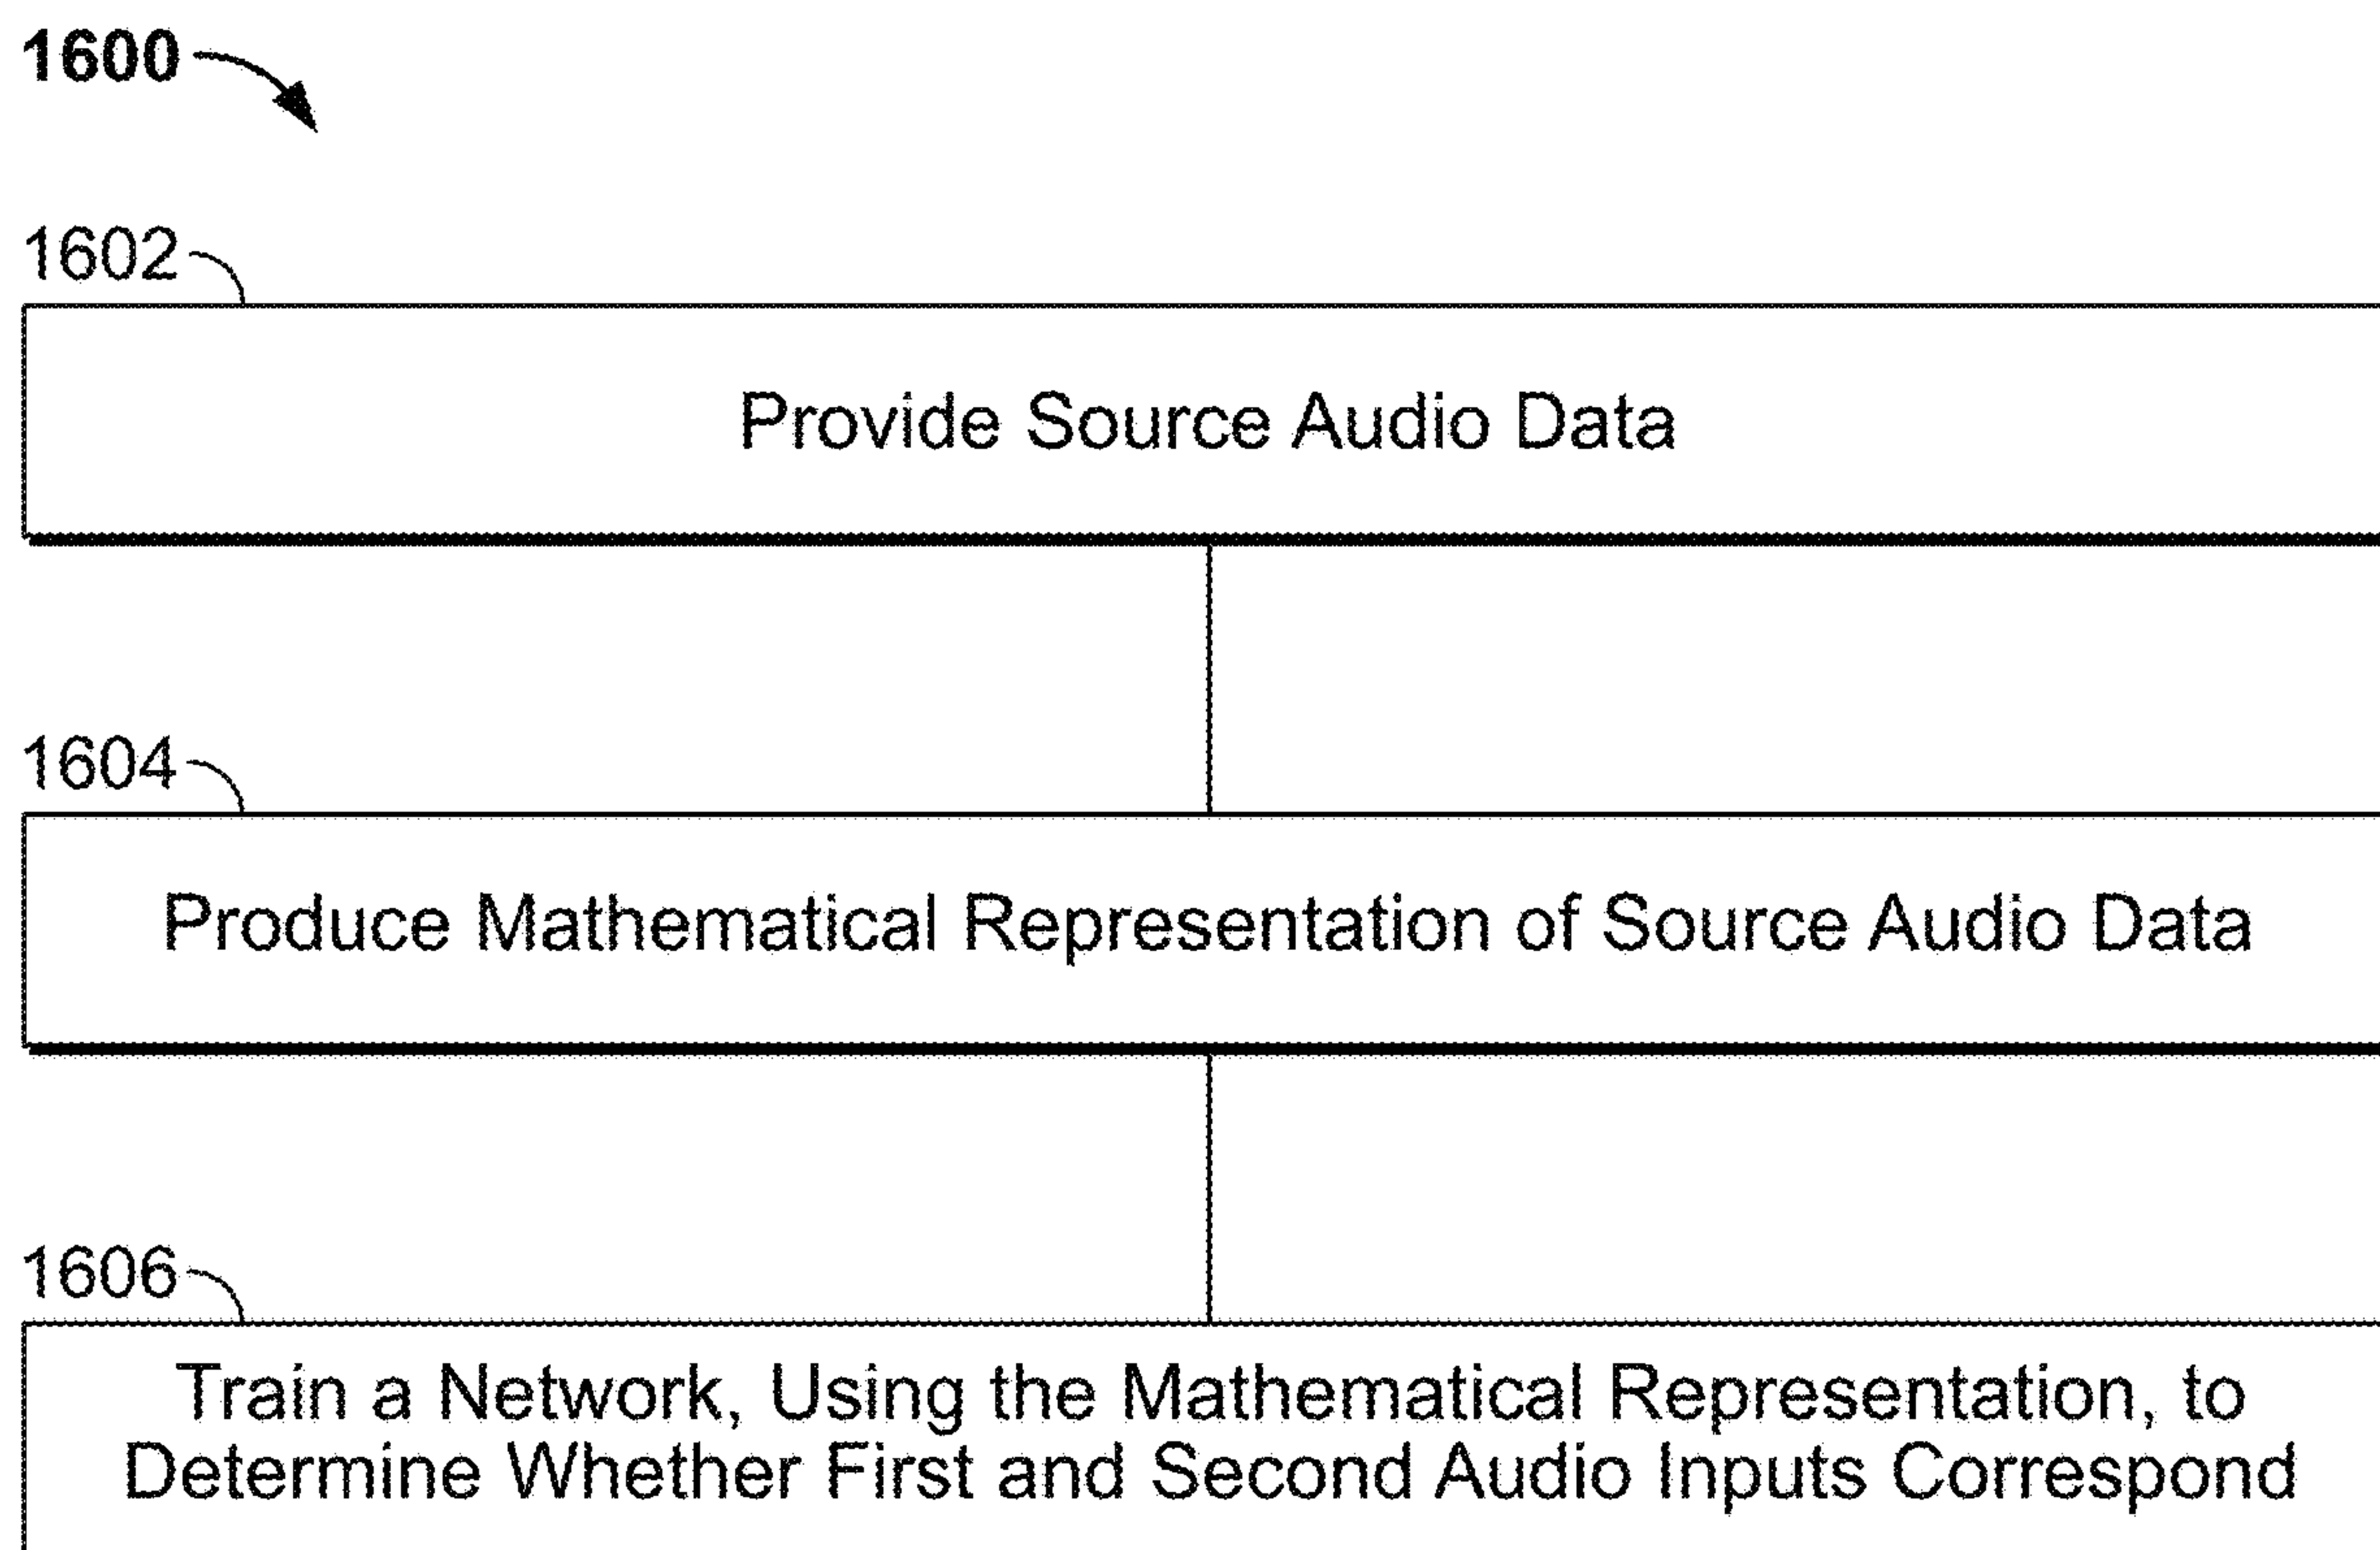 1600
1602
Provide Source Audio Data
1604
Produce Mathematical Representation of Source Audio Data
1606
Train a Network, Using the Mathematical Representation, to
Determine Whether First and Second Audio Inputs Correspond